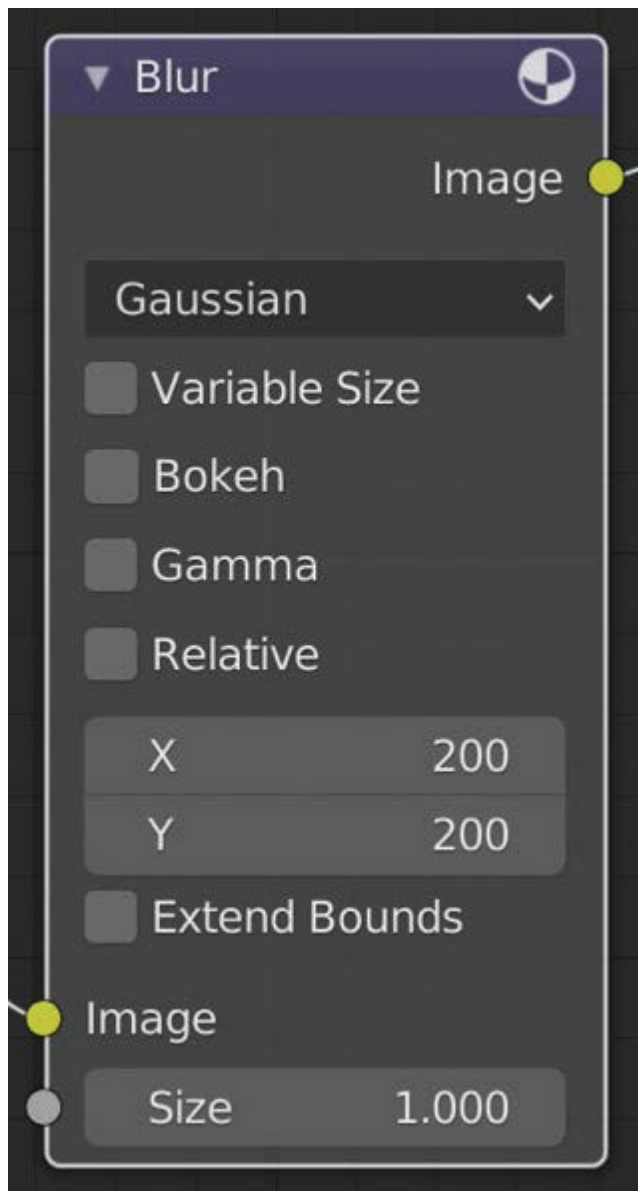 Blur
Image
Gaussian
Variable Size
Bokeh
Gamma
Relative
X 200
Y 200
Extend Bounds
Image
Size 1.000